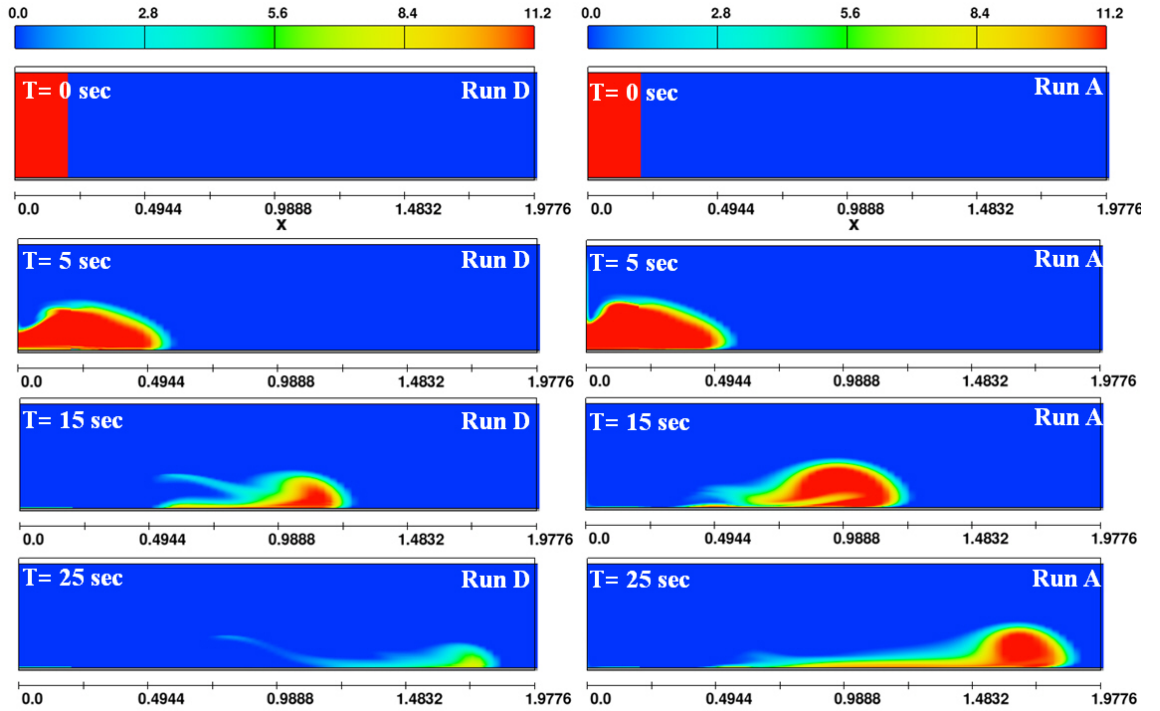 0.0 2.8 5.6 8.4 11.2 0.0 2.8 5.6 8.4 11.2
T= 0 sec Run D T= 0 sec Run A
0.0 0.4944 0.9888 1.4832 1.9776 0.0 0.4944 0.9888 1.4832 1.9776
X X
T= 5 sec Run D T= 5 sec Run A
0.0 0.4944 0.9888 1.4832 1.9776 0.0 0.4944 0.9888 1.4832 1.9776
T= 15 sec Run D T= 15 sec Run A
0.0 0.4944 0.9888 1.4832 1.9776 0.0 0.4944 0.9888 1.4832 1.9776
T= 25 sec Run D T= 25 sec Run A
0.0 0.4944 0.9888 1.4832 1.9776 0.0 0.4944 0.9888 1.4832 1.9776